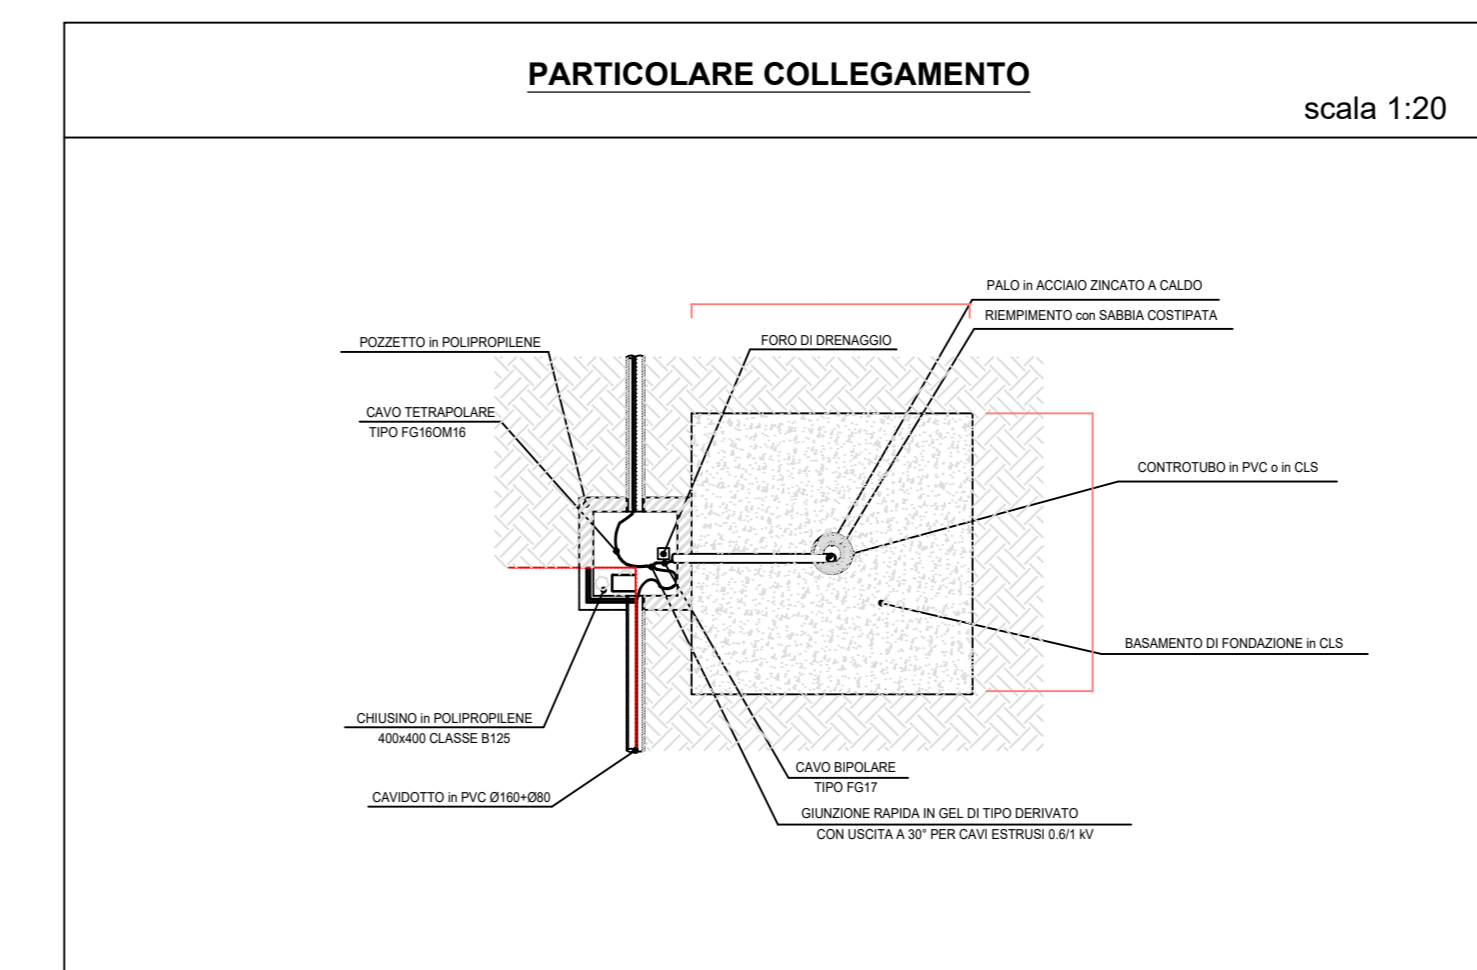 PARTICOLARE COLLEGAMENTO
scala 1:20
PALO in ACCIAIO ZINCATO A CALDO
RIEMPIMENTO con SABBIA COSTIPATA
POZZETTO in POLIPROPILENE
FORO DI DRENAGGIO
CAVO TETRAPOLARE
TIPO FG16OM16
CONTROTUBO in PVC o in CLS
BASAMENTO DI FONDAZIONE in CLS
CHIUSINO in POLIPROPILENE
400x400 CLASSE B125
CAVO BIPOLARE
TIPO FG17
CAVIDOTTO in PVC Ø160+Ø80
GIUNZIONE RAPIDA IN GEL DI TIPO DERIVATO
CON USCITA A 30° PER CAVI ESTRUSI 0.6/1 kV